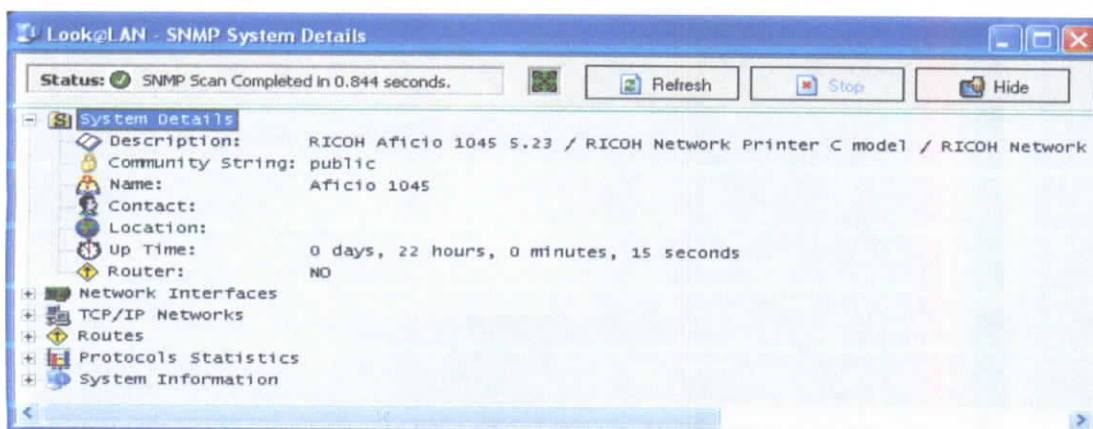 Look@LAN - SNMP System Details
Status: SNMP Scan Completed in 0.844 seconds. Refresh Stop Hide
System Details
Description: RICOH Aficio 1045 5.23 / RICOH Network Printer C model / RICOH Network
Community String: public
Name: Aficio 1045
Contact:
Location:
Up Time: 0 days, 22 hours, 0 minutes, 15 seconds
Router: NO
Network Interfaces
TCP/IP Networks
Routes
Protocols Statistics
System Information